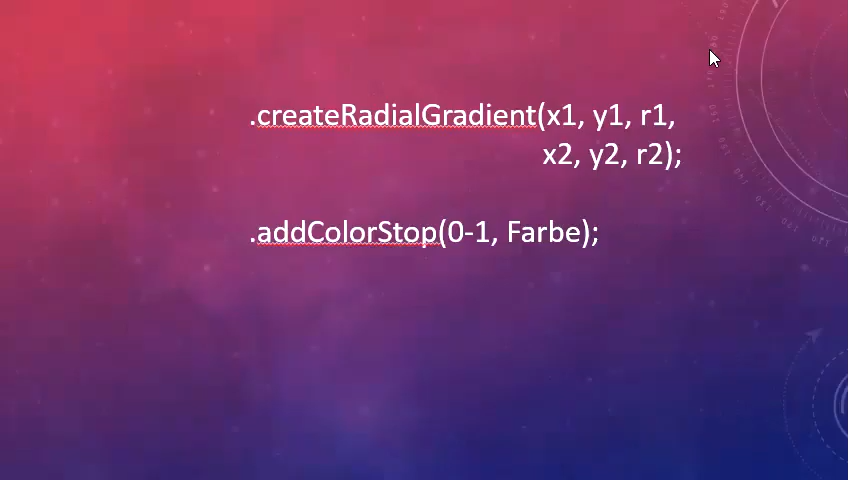 .createRadialGradient(x1, y1, r1,
x2, y2, r2);
.addColorStop(0-1, Farbe);